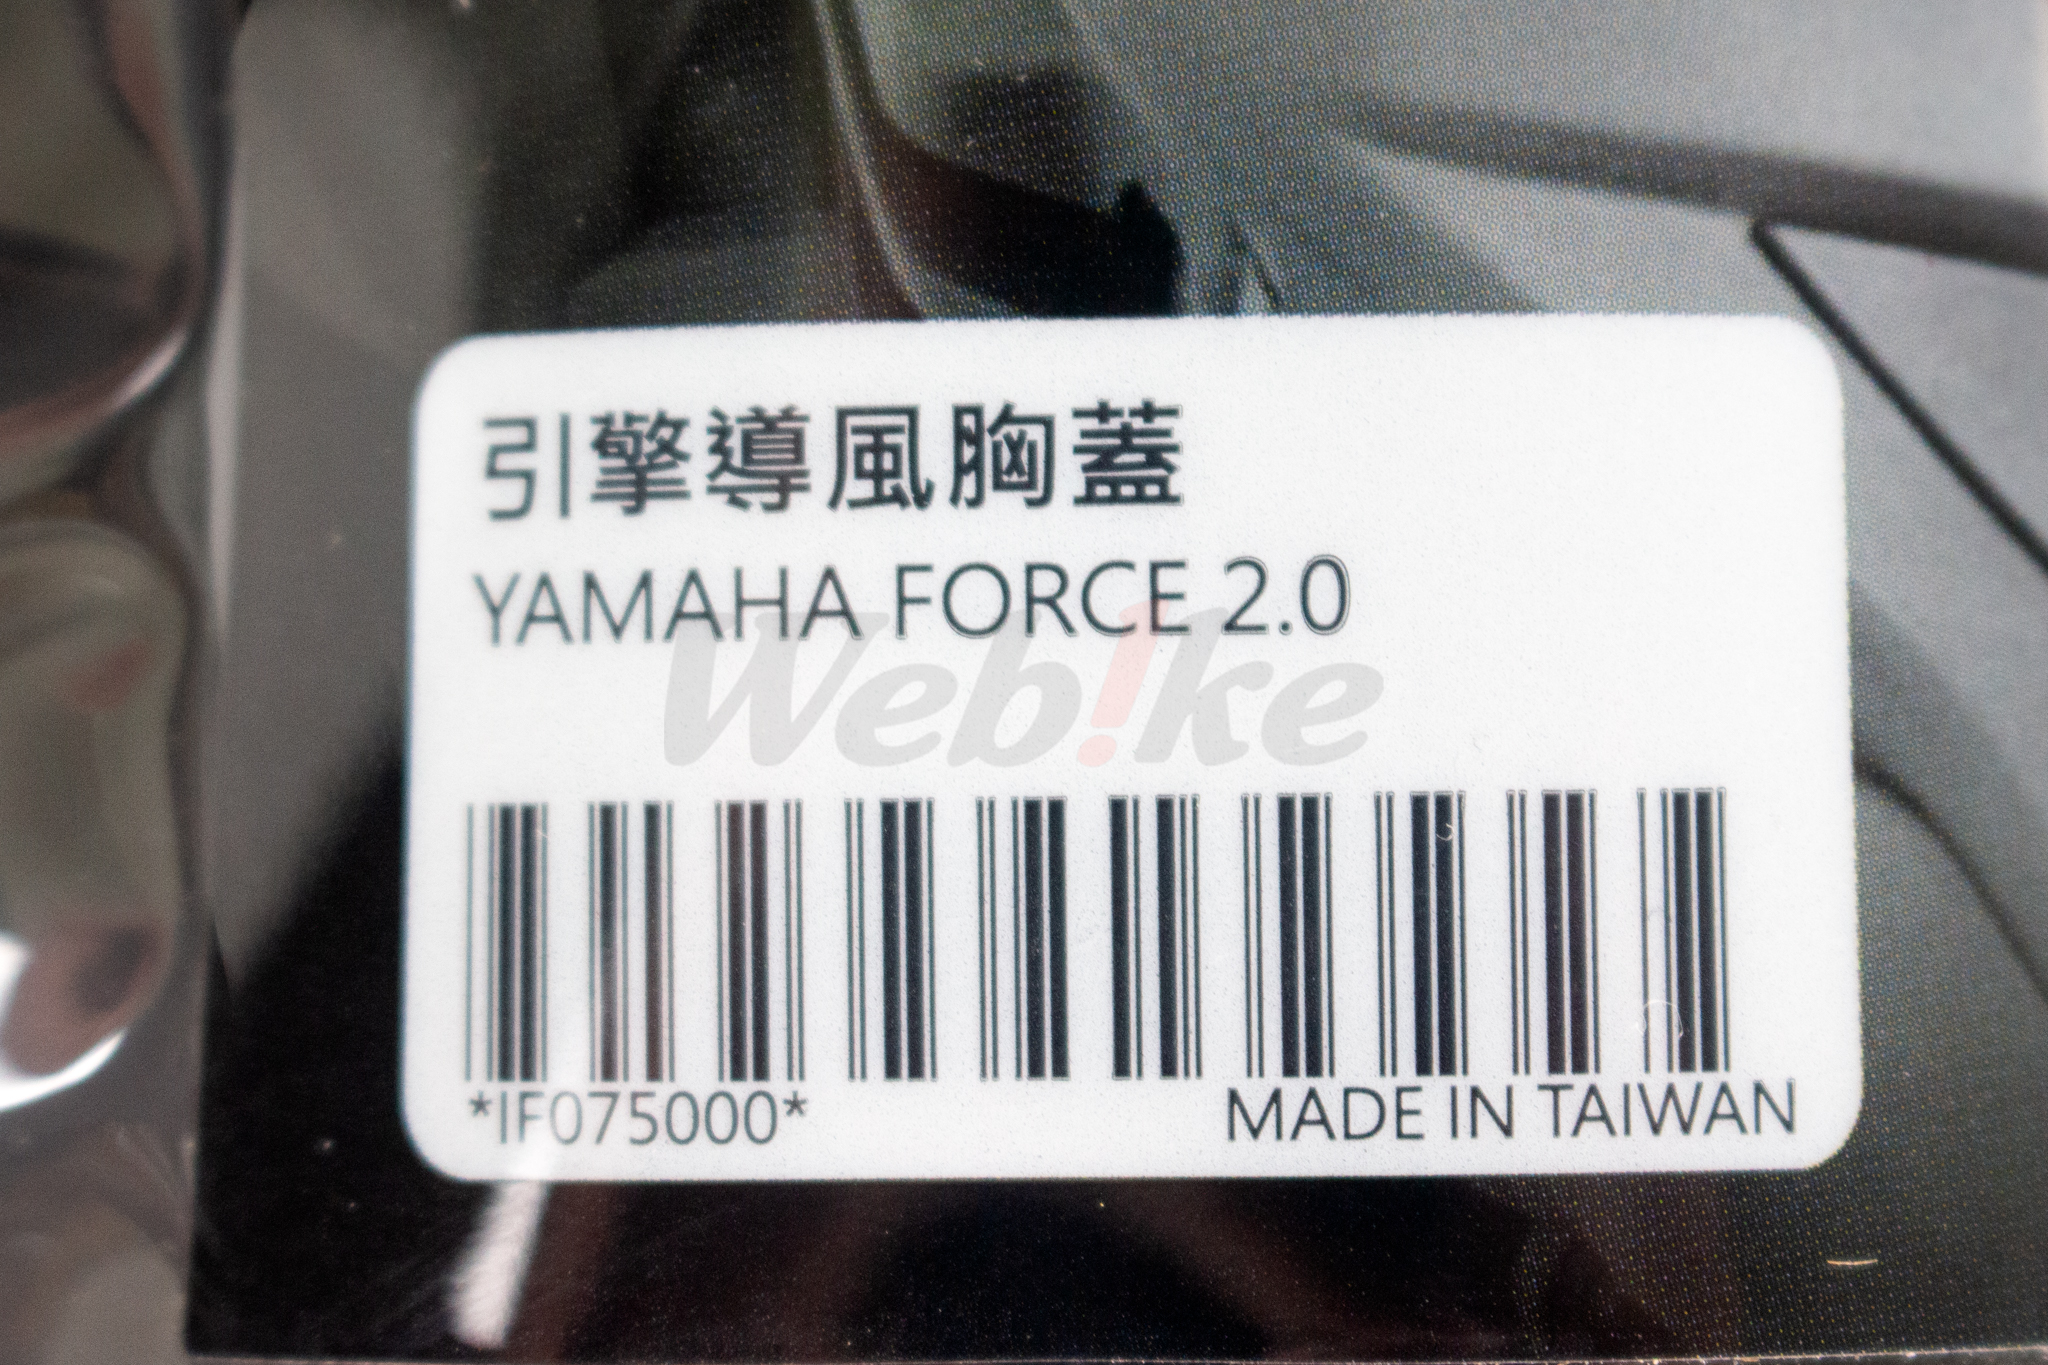 引擎導風胸蓋
YAMAHA FORCE 2.0
Web!ke
*IF075000*
MADE IN TAIWAN